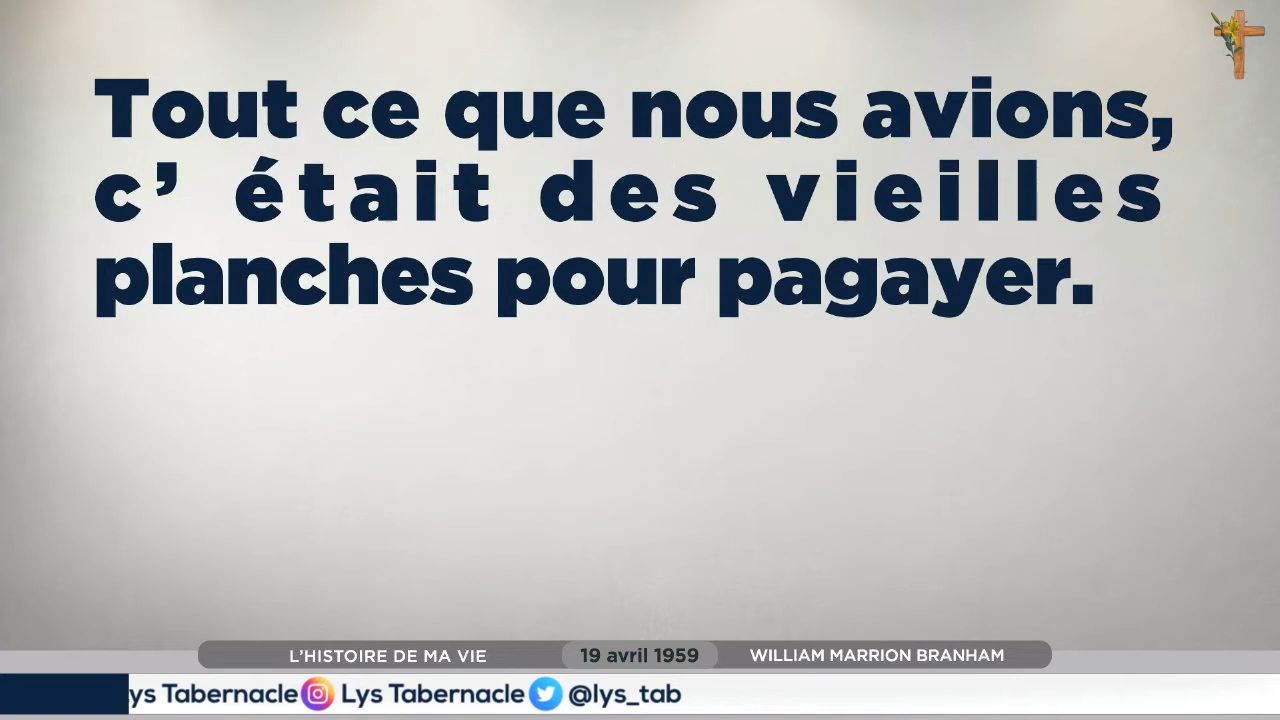 Tout ce que nous avions,
c’ était des vieilles
planches pour pagayer.
L’HISTOIRE DE MA VIE 19 avril 1959 WILLIAM MARRION BRANHAM
ys Tabernacle Lys Tabernacle @lys_tab